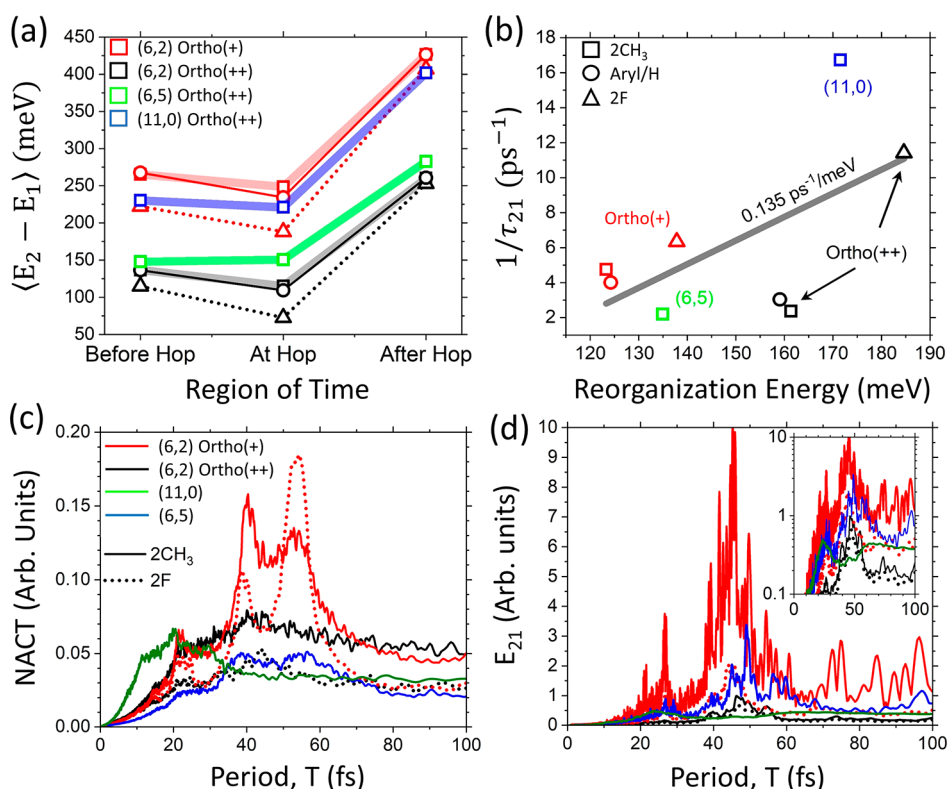 (a)
⟨E₂ − E₁⟩ (meV)
450
400
350
300
250
200
150
100
50
(6,2) Ortho(+)
(6,2) Ortho(++)
(6,5) Ortho(++)
(11,0) Ortho(++)
Before Hop
At Hop
After Hop
Region of Time
(b)
1/τ₂₁ (ps⁻¹)
18
16
14
12
10
8
6
4
2
2CH₃
Aryl/H
2F
(11,0)
0.135 ps⁻¹/meV
Ortho(+)
Ortho(++)
(6,5)
120 130 140 150 160 170 180 190
Reorganization Energy (meV)
(c)
NACT (Arb. Units)
0.20
0.15
0.10
0.05
0.00
(6,2) Ortho(+)
(6,2) Ortho(++)
(11,0)
(6,5)
2CH₃
2F
0 20 40 60 80 100
Period, T (fs)
(d)
E₂₁ (Arb. units)
10
9
8
7
6
5
4
3
2
1
0
10
1
0.1
0 50 100
0 20 40 60 80 100
Period, T (fs)